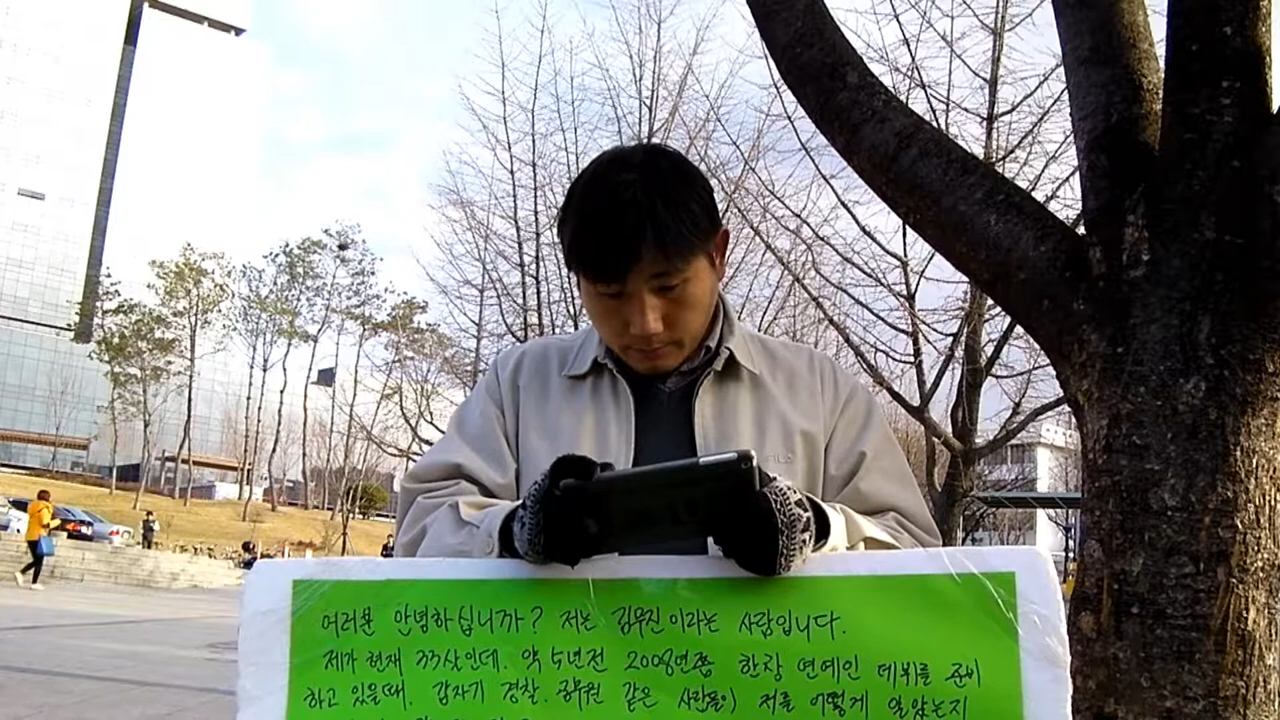 여러분 안녕하십니까? 저는 김무진이라는 사람입니다.
제가 현재 33살인데. 약 5년전 2008년쯤 한창 연예인 데뷔를 준비
하고 있을때. 갑자기 경찰. 공무원 같은 사람들이 저를 어떻게 알았는지